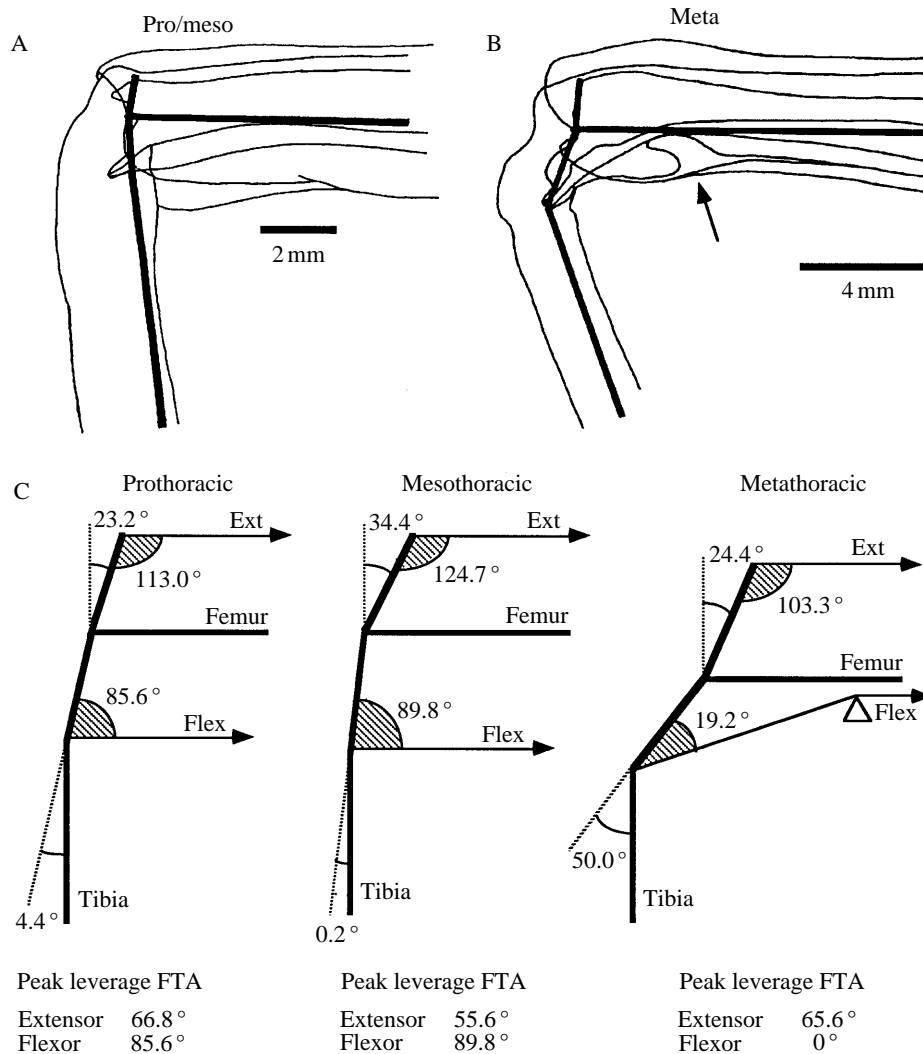 A
Pro/meso
2 mm
B
Meta
4 mm
C
Prothoracic
23.2 °
Ext
113.0 °
Femur
85.6 °
Flex
Tibia
4.4 °
Mesothoracic
34.4 °
Ext
124.7 °
Femur
89.8 °
Flex
Tibia
0.2 °
Metathoracic
24.4 °
Ext
103.3 °
Femur
19.2 °
Flex
50.0 °
Tibia
Peak leverage FTA
Extensor 66.8 °
Flexor 85.6 °
Peak leverage FTA
Extensor 55.6 °
Flexor 89.8 °
Peak leverage FTA
Extensor 65.6 °
Flexor 0 °